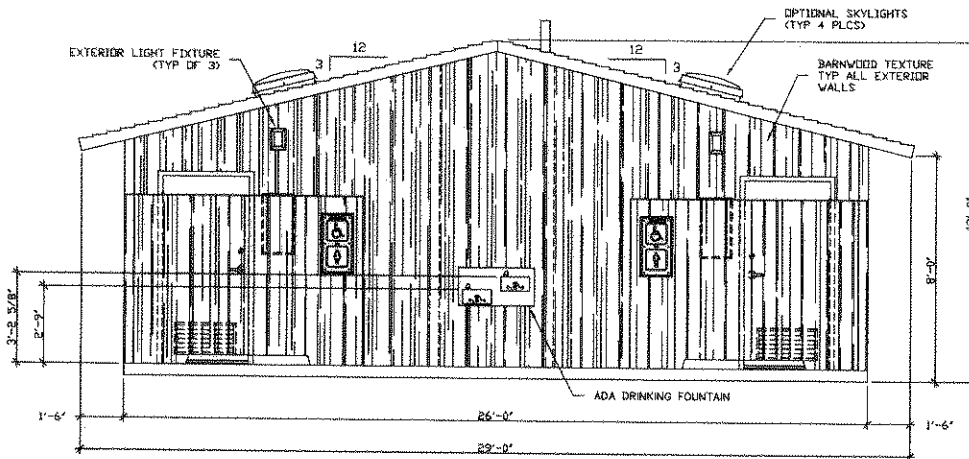 OPTIONAL SKYLIGHTS
(TYP 4 PLCS)
EXTERIOR LIGHT FIXTURE
(TYP OF 3)
12
3
12
3
BARNWOOD TEXTURE
TYP ALL EXTERIOR
WALLS
3'-2 5/8"
2'-9"
8'-0"
ADA DRINKING FOUNTAIN
1'-6"
26'-0"
1'-6"
29'-0"